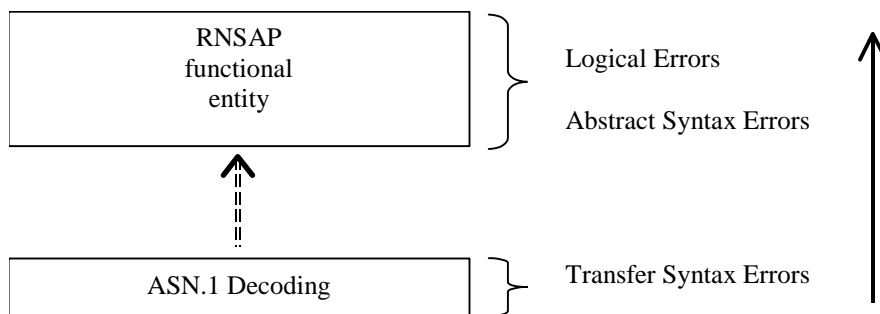 RNSAP
functional
entity
Logical Errors
Abstract Syntax Errors
ASN.1 Decoding
Transfer Syntax Errors